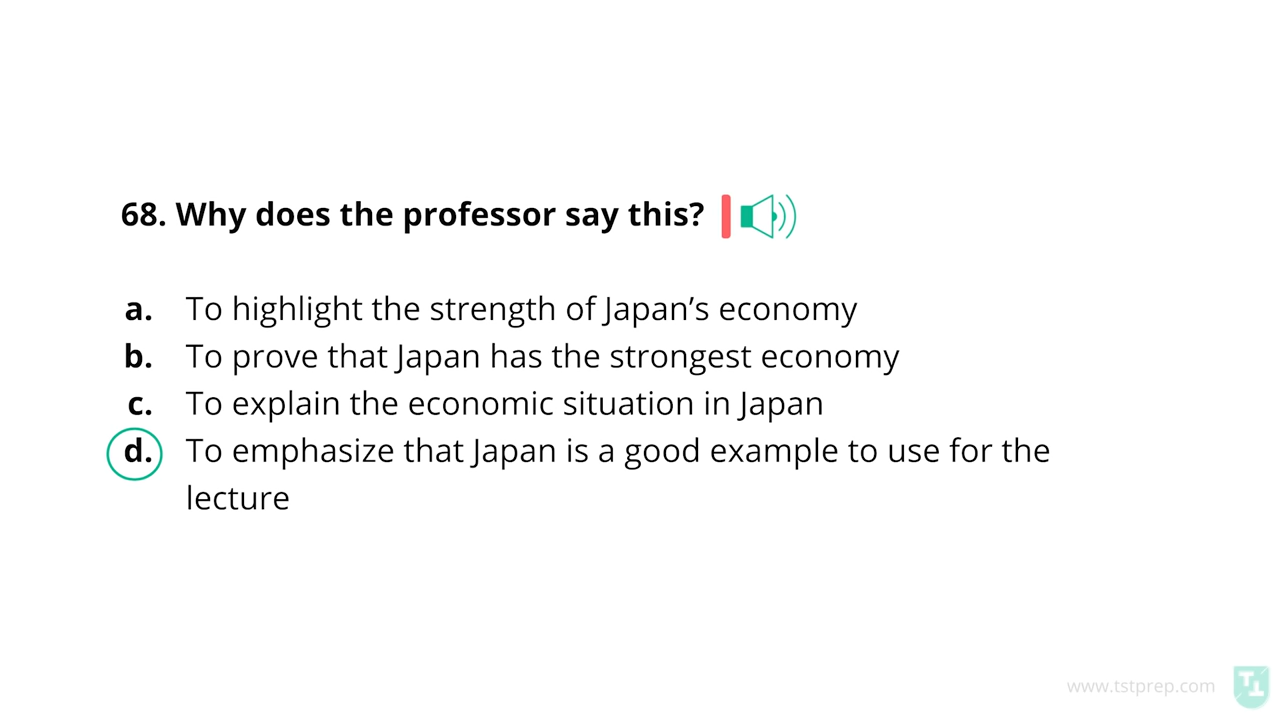 68. Why does the professor say this?
a. To highlight the strength of Japan’s economy
b. To prove that Japan has the strongest economy
c. To explain the economic situation in Japan
d. To emphasize that Japan is a good example to use for the
lecture
www.tstprep.com